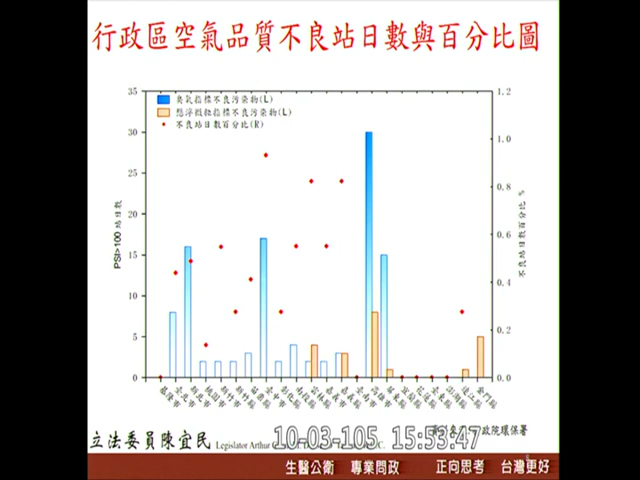 行政區空氣品質不良站日數與百分比圖
臭氧指標不良污染物(L)
懸浮微粒指標不良污染物(L)
不良站日數百分比(R)
PSI>100 站日數
35
30
25
20
15
10
5
0
1.2
1.0
0.8
0.6
0.4
0.2
0.0
不良站日數百分比 %
基隆市
臺北市
新北市
桃園市
新竹市
新竹縣
苗栗縣
臺中市
彰化縣
南投縣
雲林縣
嘉義市
嘉義縣
臺南市
高雄市
屏東縣
宜蘭縣
花蓮縣
臺東縣
澎湖縣
連江縣
金門縣
行政院環保署
立法委員陳宜民
Legislator Arthur
10-03-105 15:53:47
生醫公衛 專業問政 正向思考 台灣更好